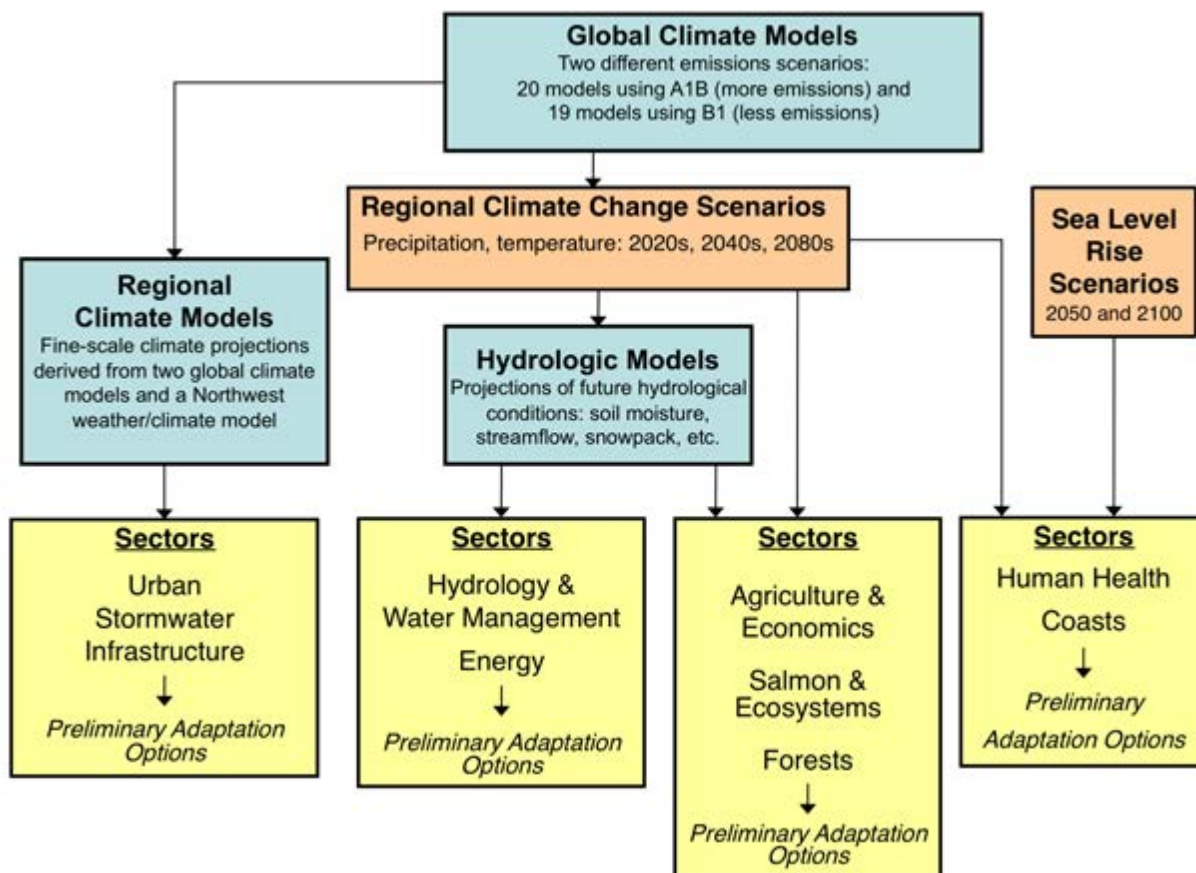 Global Climate Models
Two different emissions scenarios:
20 models using A1B (more emissions) and
19 models using B1 (less emissions)
Regional Climate Change Scenarios
Precipitation, temperature: 2020s, 2040s, 2080s
Sea Level
Rise
Scenarios
2050 and 2100
Regional
Climate Models
Fine-scale climate projections
derived from two global climate
models and a Northwest
weather/climate model
Hydrologic Models
Projections of future hydrological
conditions: soil moisture,
streamflow, snowpack, etc.
Sectors
Urban
Stormwater
Infrastructure
Preliminary Adaptation
Options
Sectors
Hydrology &
Water Management
Energy
Preliminary Adaptation
Options
Sectors
Agriculture &
Economics
Salmon &
Ecosystems
Forests
Preliminary Adaptation
Options
Sectors
Human Health
Coasts
Preliminary
Adaptation Options